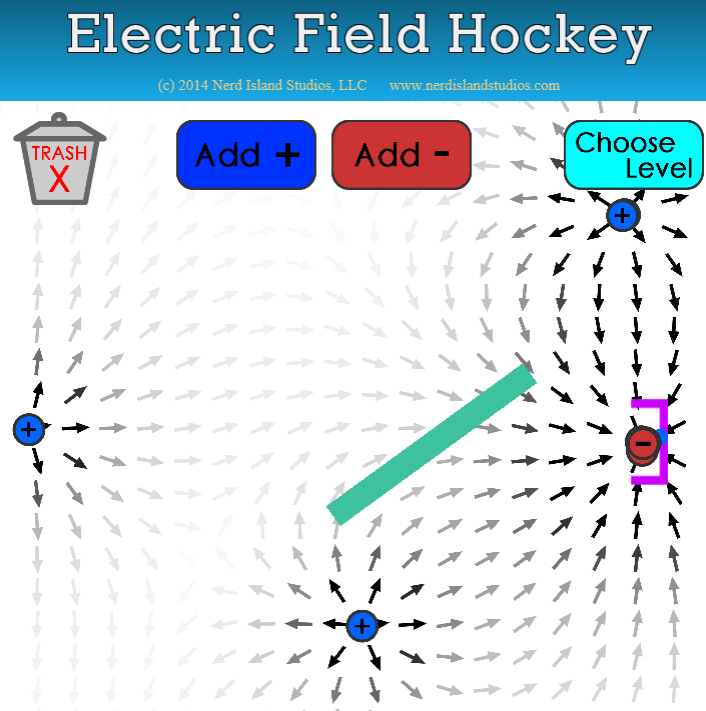 Electric Field Hockey
(c) 2014 Nerd Island Studios, LLC www.nerdislandstudios.com
TRASH
X
Add +
Add -
Choose
Level
+
+
-
+